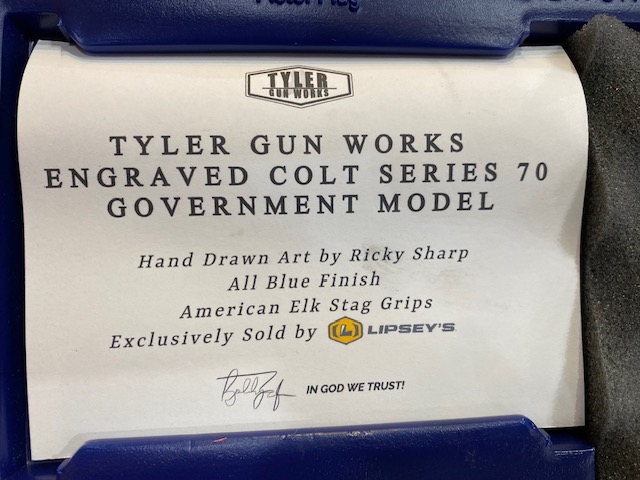 TYLER
GUN WORKS
TYLER GUN WORKS
ENGRAVED COLT SERIES 70
GOVERNMENT MODEL
Hand Drawn Art by Ricky Sharp
All Blue Finish
American Elk Stag Grips
Exclusively Sold by L LIPSEY'S
IN GOD WE TRUST!